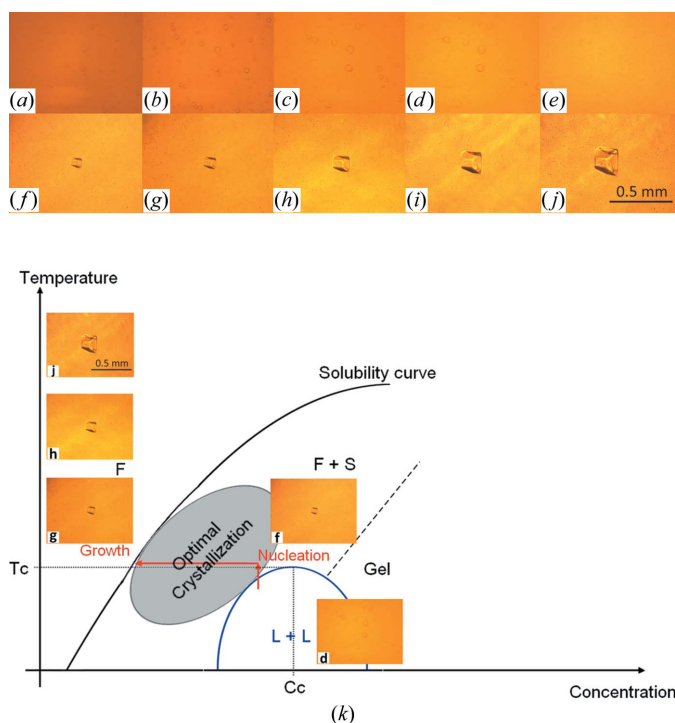 (a) (b) (c) (d) (e)
(f) (g) (h) (i) (j)
0.5 mm
Temperature
0.5 mm
j
Solubility curve
h
F
F + S
g
f
Optimal
Crystallization
Growth
Nucleation
Tc
Gel
L + L
d
Cc
Concentration
(k)